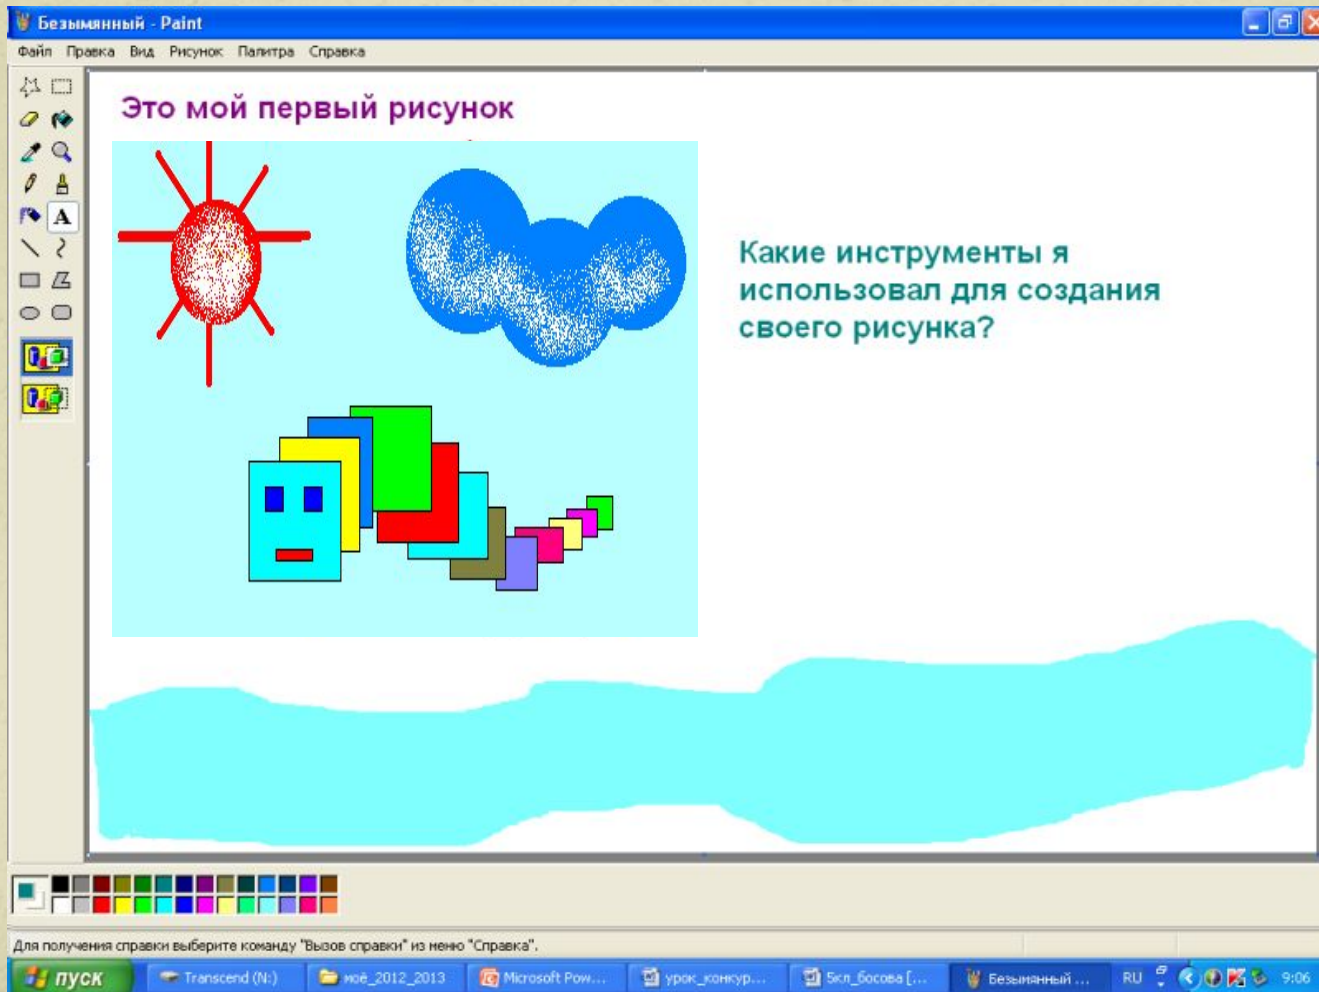 Безымянный - Paint
Файл Правка Вид Рисунок Палитра Справка
A
Это мой первый рисунок
Какие инструменты я
использовал для создания
своего рисунка?
Для получения справки выберите команду "Вызов справки" из меню "Справка".
пуск Transcend (N:) моё_2012_2013 Microsoft Pow... урок_конкур... 5кл_босова [... Безымянный ... RU 9:06